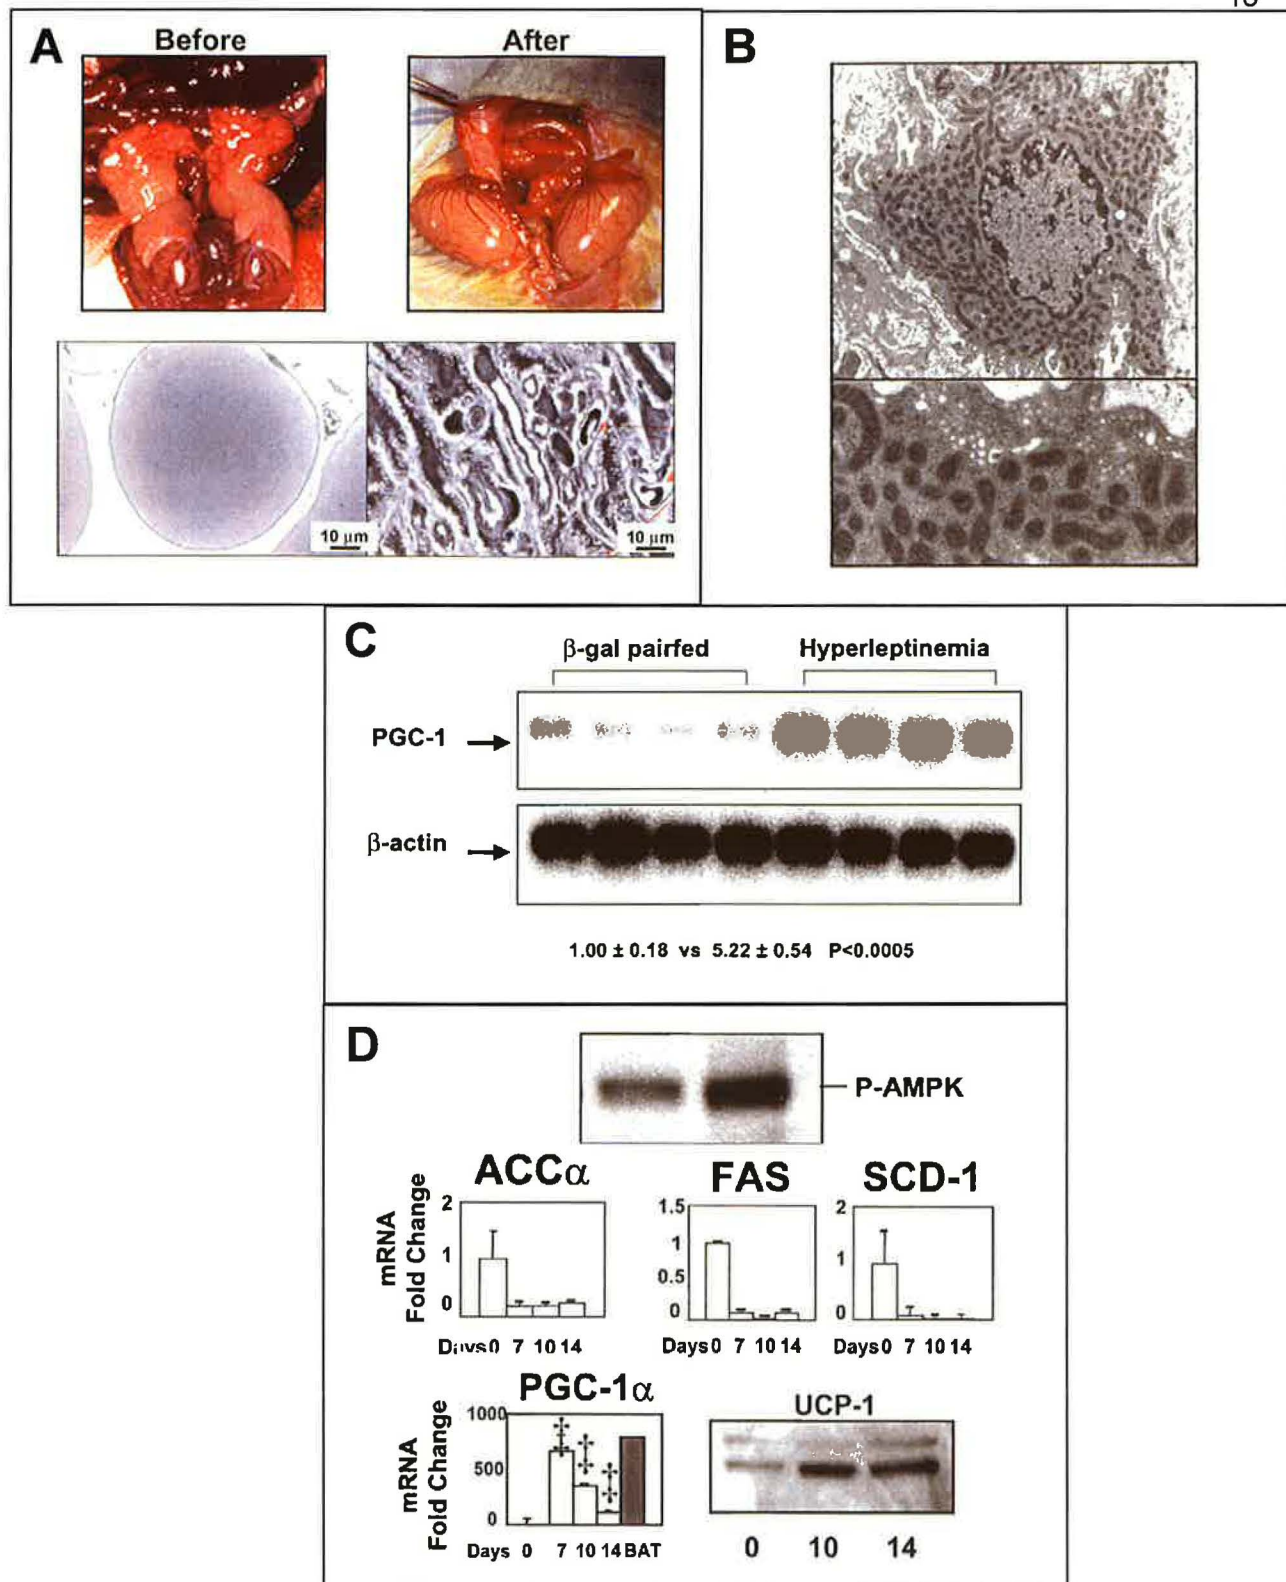 A
Before
After
10 µm
10 µm
B
C
β-gal pairfed
Hyperleptinemia
PGC-1
β-actin
1.00 ± 0.18 vs 5.22 ± 0.54 P<0.0005
D
P-AMPK
ACCα
FAS
SCD-1
mRNA
Fold Change
2
1
0
1.5
1
0.5
0
2
1
0
Days 0 7 10 14
Days 0 7 10 14
Days 0 7 10 14
PGC-1α
UCP-1
mRNA
Fold Change
1000
500
0
‡
‡
‡
‡
‡
‡
Days 0 7 10 14 BAT
0 10 14